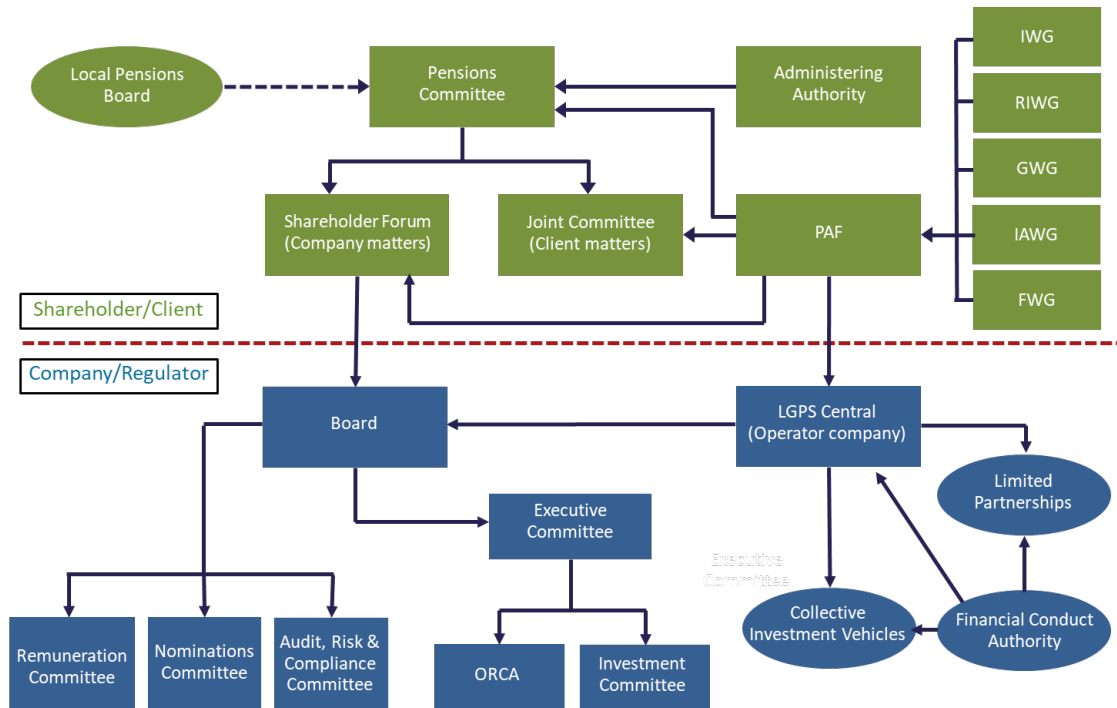 IWG
Local Pensions
Board
Pensions
Committee
Administering
Authority
RIWG
GWG
Shareholder Forum
(Company matters)
Joint Committee
(Client matters)
PAF
IAWG
FWG
Shareholder/Client
Company/Regulator
Board
LGPS Central
(Operator company)
Limited
Partnerships
Executive
Committee
Executive
Committee
Collective
Investment Vehicles
Financial Conduct
Authority
Remuneration
Committee
Nominations
Committee
Audit, Risk &
Compliance
Committee
ORCA
Investment
Committee